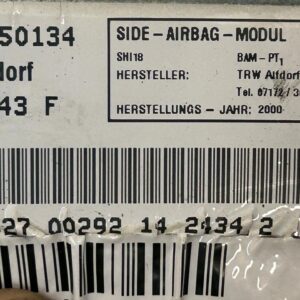 50134
dorf
43 F
SIDE-AIRBAG-MODUL
SHI18 BAM-PT1
HERSTELLER: TRW Alfdorf
Tel. 07172/3
HERSTELLUNGS-JAHR: 2000
27 00292 14 2434 2